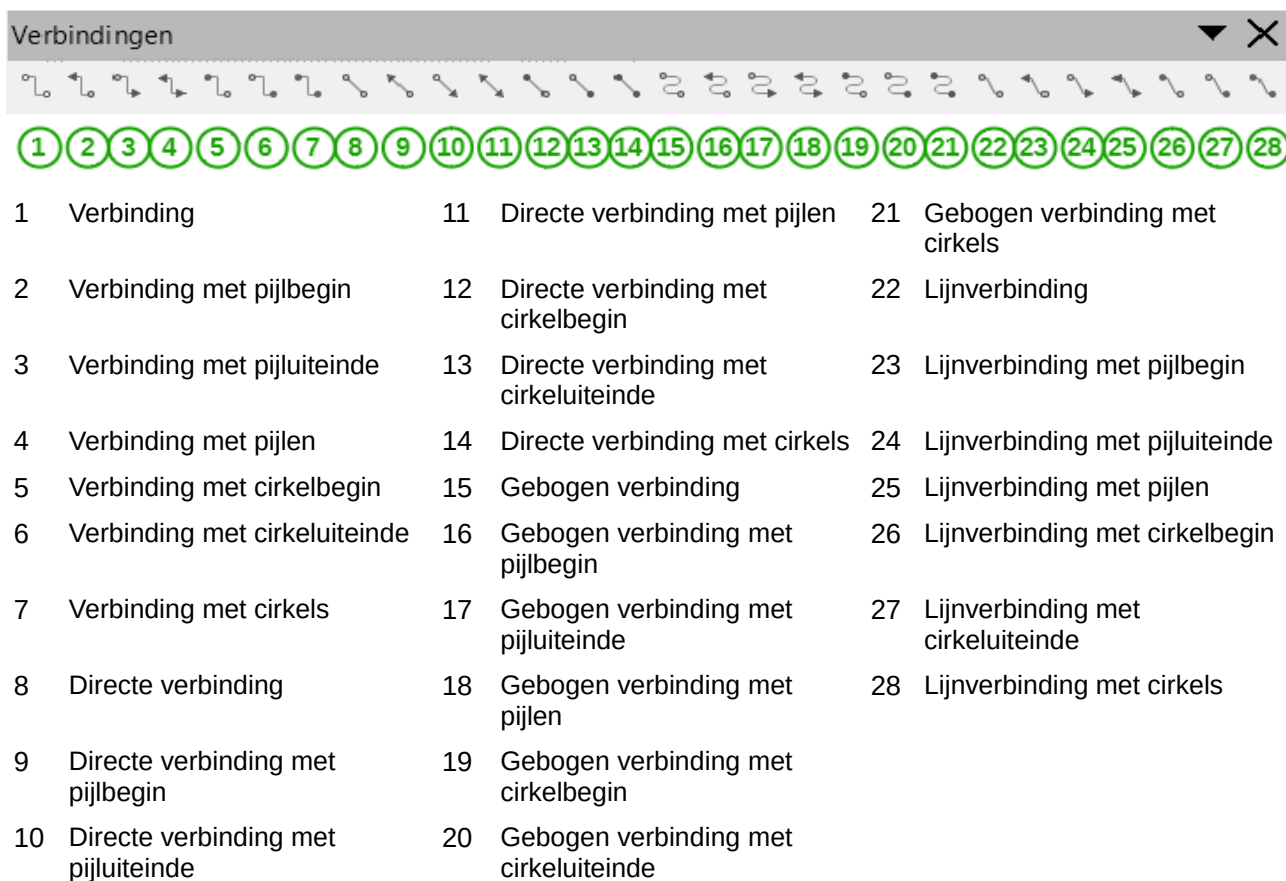 Verbindingen
1 2 3 4 5 6 7 8 9 10 11 12 13 14 15 16 17 18 19 20 21 22 23 24 25 26 27 28
1 Verbinding
2 Verbinding met pijlbegin
3 Verbinding met pijluiteinde
4 Verbinding met pijlen
5 Verbinding met cirkelbegin
6 Verbinding met cirkeluiteinde
7 Verbinding met cirkels
8 Directe verbinding
9 Directe verbinding met
pijlbegin
10 Directe verbinding met
pijluiteinde
11 Directe verbinding met pijlen
12 Directe verbinding met
cirkelbegin
13 Directe verbinding met
cirkeluiteinde
14 Directe verbinding met cirkels
15 Gebogen verbinding
16 Gebogen verbinding met
pijlbegin
17 Gebogen verbinding met
pijluiteinde
18 Gebogen verbinding met
pijlen
19 Gebogen verbinding met
cirkelbegin
20 Gebogen verbinding met
cirkeluiteinde
21 Gebogen verbinding met
cirkels
22 Lijnverbinding
23 Lijnverbinding met pijlbegin
24 Lijnverbinding met pijluiteinde
25 Lijnverbinding met pijlen
26 Lijnverbinding met cirkelbegin
27 Lijnverbinding met
cirkeluiteinde
28 Lijnverbinding met cirkels